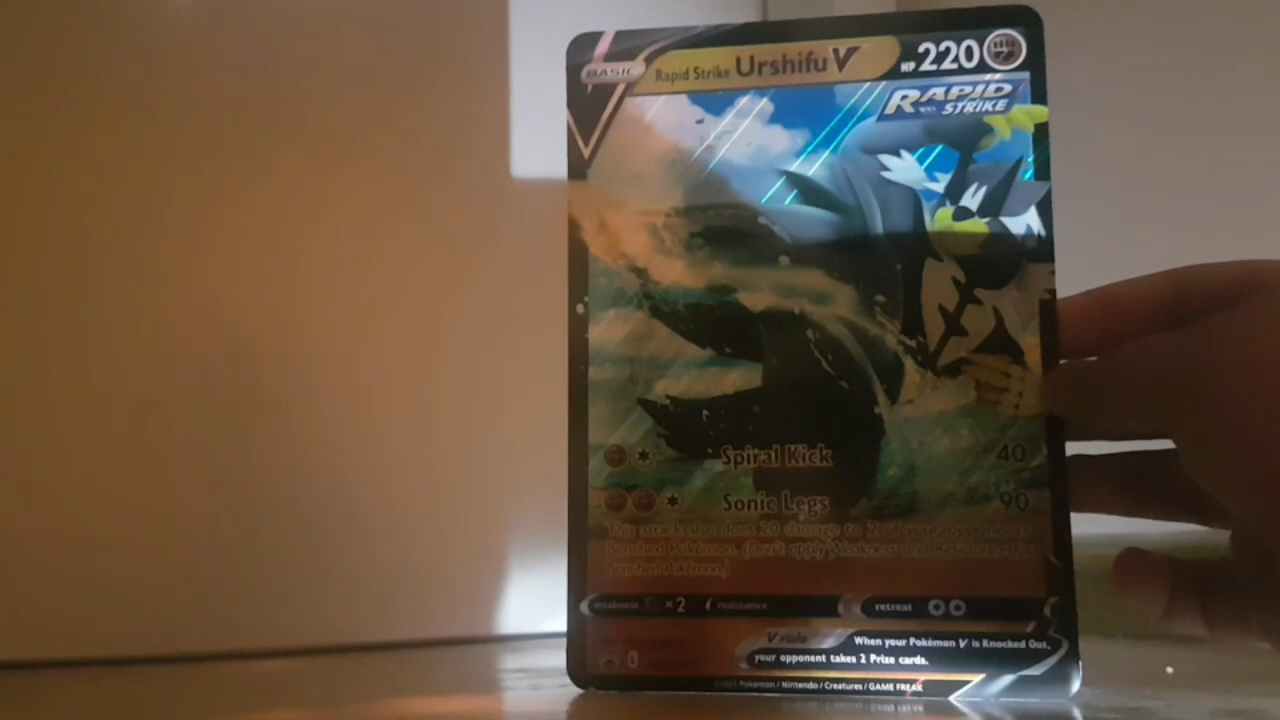 BASIC Rapid Strike Urshifu V HP 220
RAPID
STRIKE
Spiral Kick 40
Sonic Legs 90
This attack also does 20 damage to 2 of your opponent's
Benched Pokémon. (Don't apply Weakness and Resistance for
Benched Pokémon.)
weakness ×2 resistance retreat
V rule When your Pokémon V is Knocked Out,
your opponent takes 2 Prize cards.
©2021 Pokémon / Nintendo / Creatures / GAME FREAK